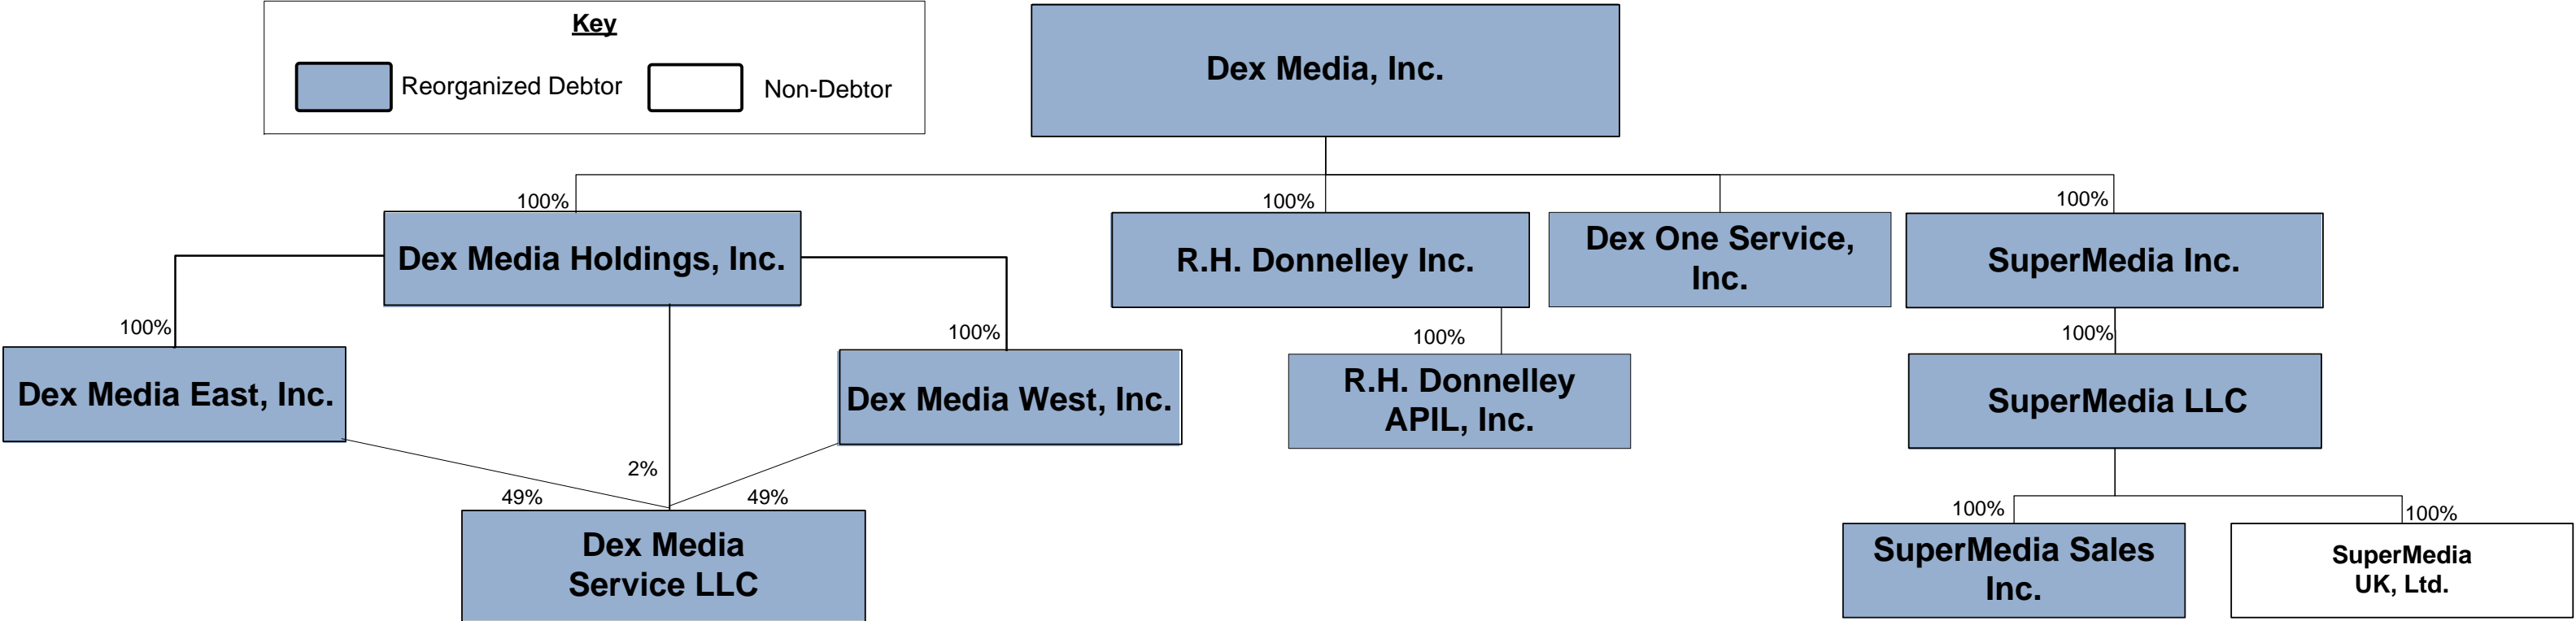 Key
Reorganized Debtor
Non-Debtor
Dex Media, Inc.
100%
100%
100%
Dex Media Holdings, Inc.
R.H. Donnelley Inc.
Dex One Service,
Inc.
SuperMedia Inc.
100%
100%
100%
100%
Dex Media East, Inc.
Dex Media West, Inc.
R.H. Donnelley
APIL, Inc.
SuperMedia LLC
2%
49%
49%
100%
100%
Dex Media
Service LLC
SuperMedia Sales
Inc.
SuperMedia
UK, Ltd.